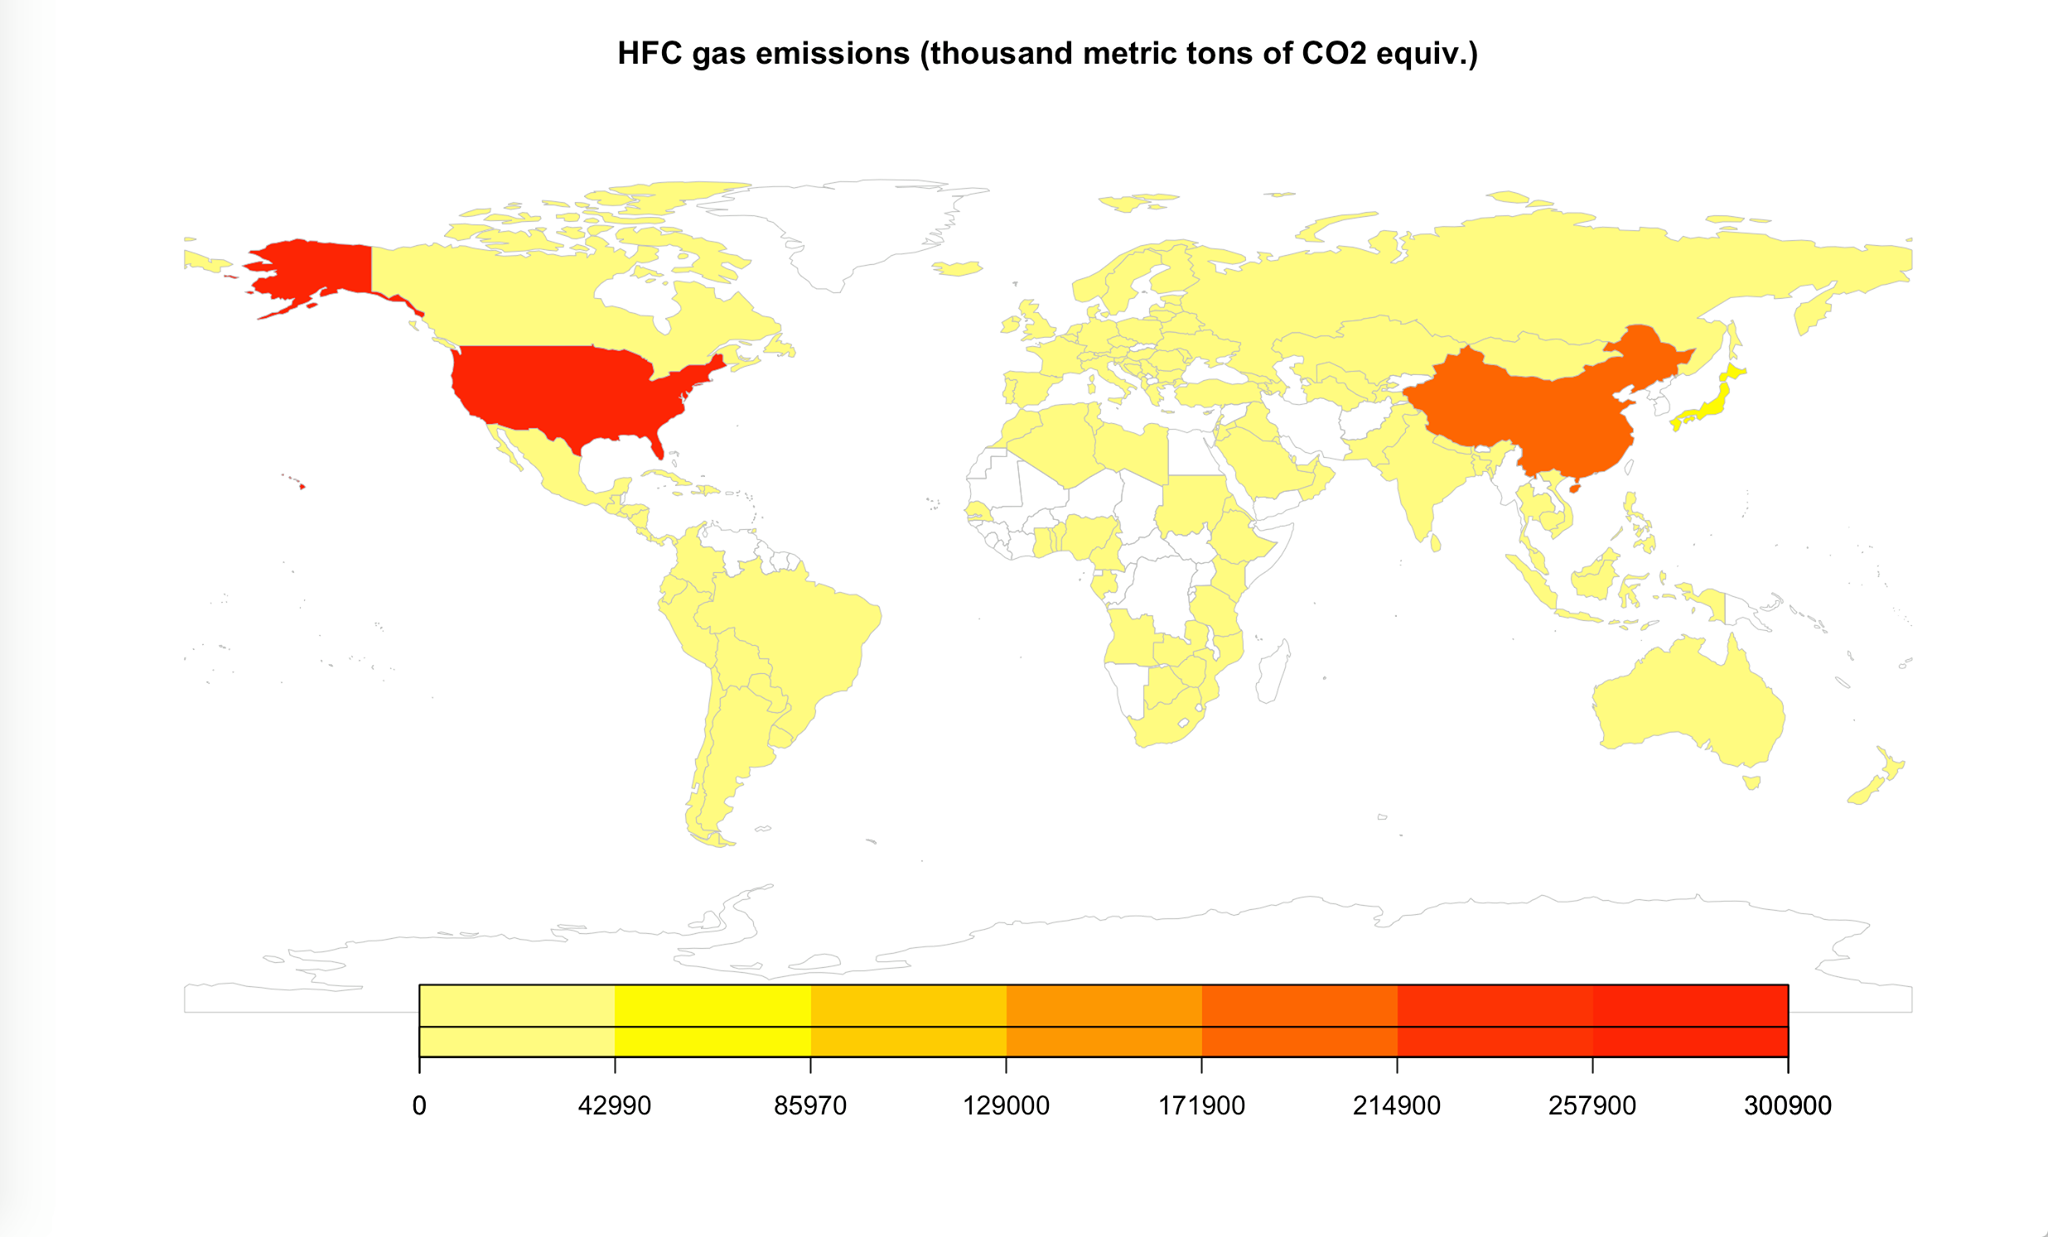 HFC gas emissions (thousand metric tons of CO2 equiv.)
0 42990 85970 129000 171900 214900 257900 300900